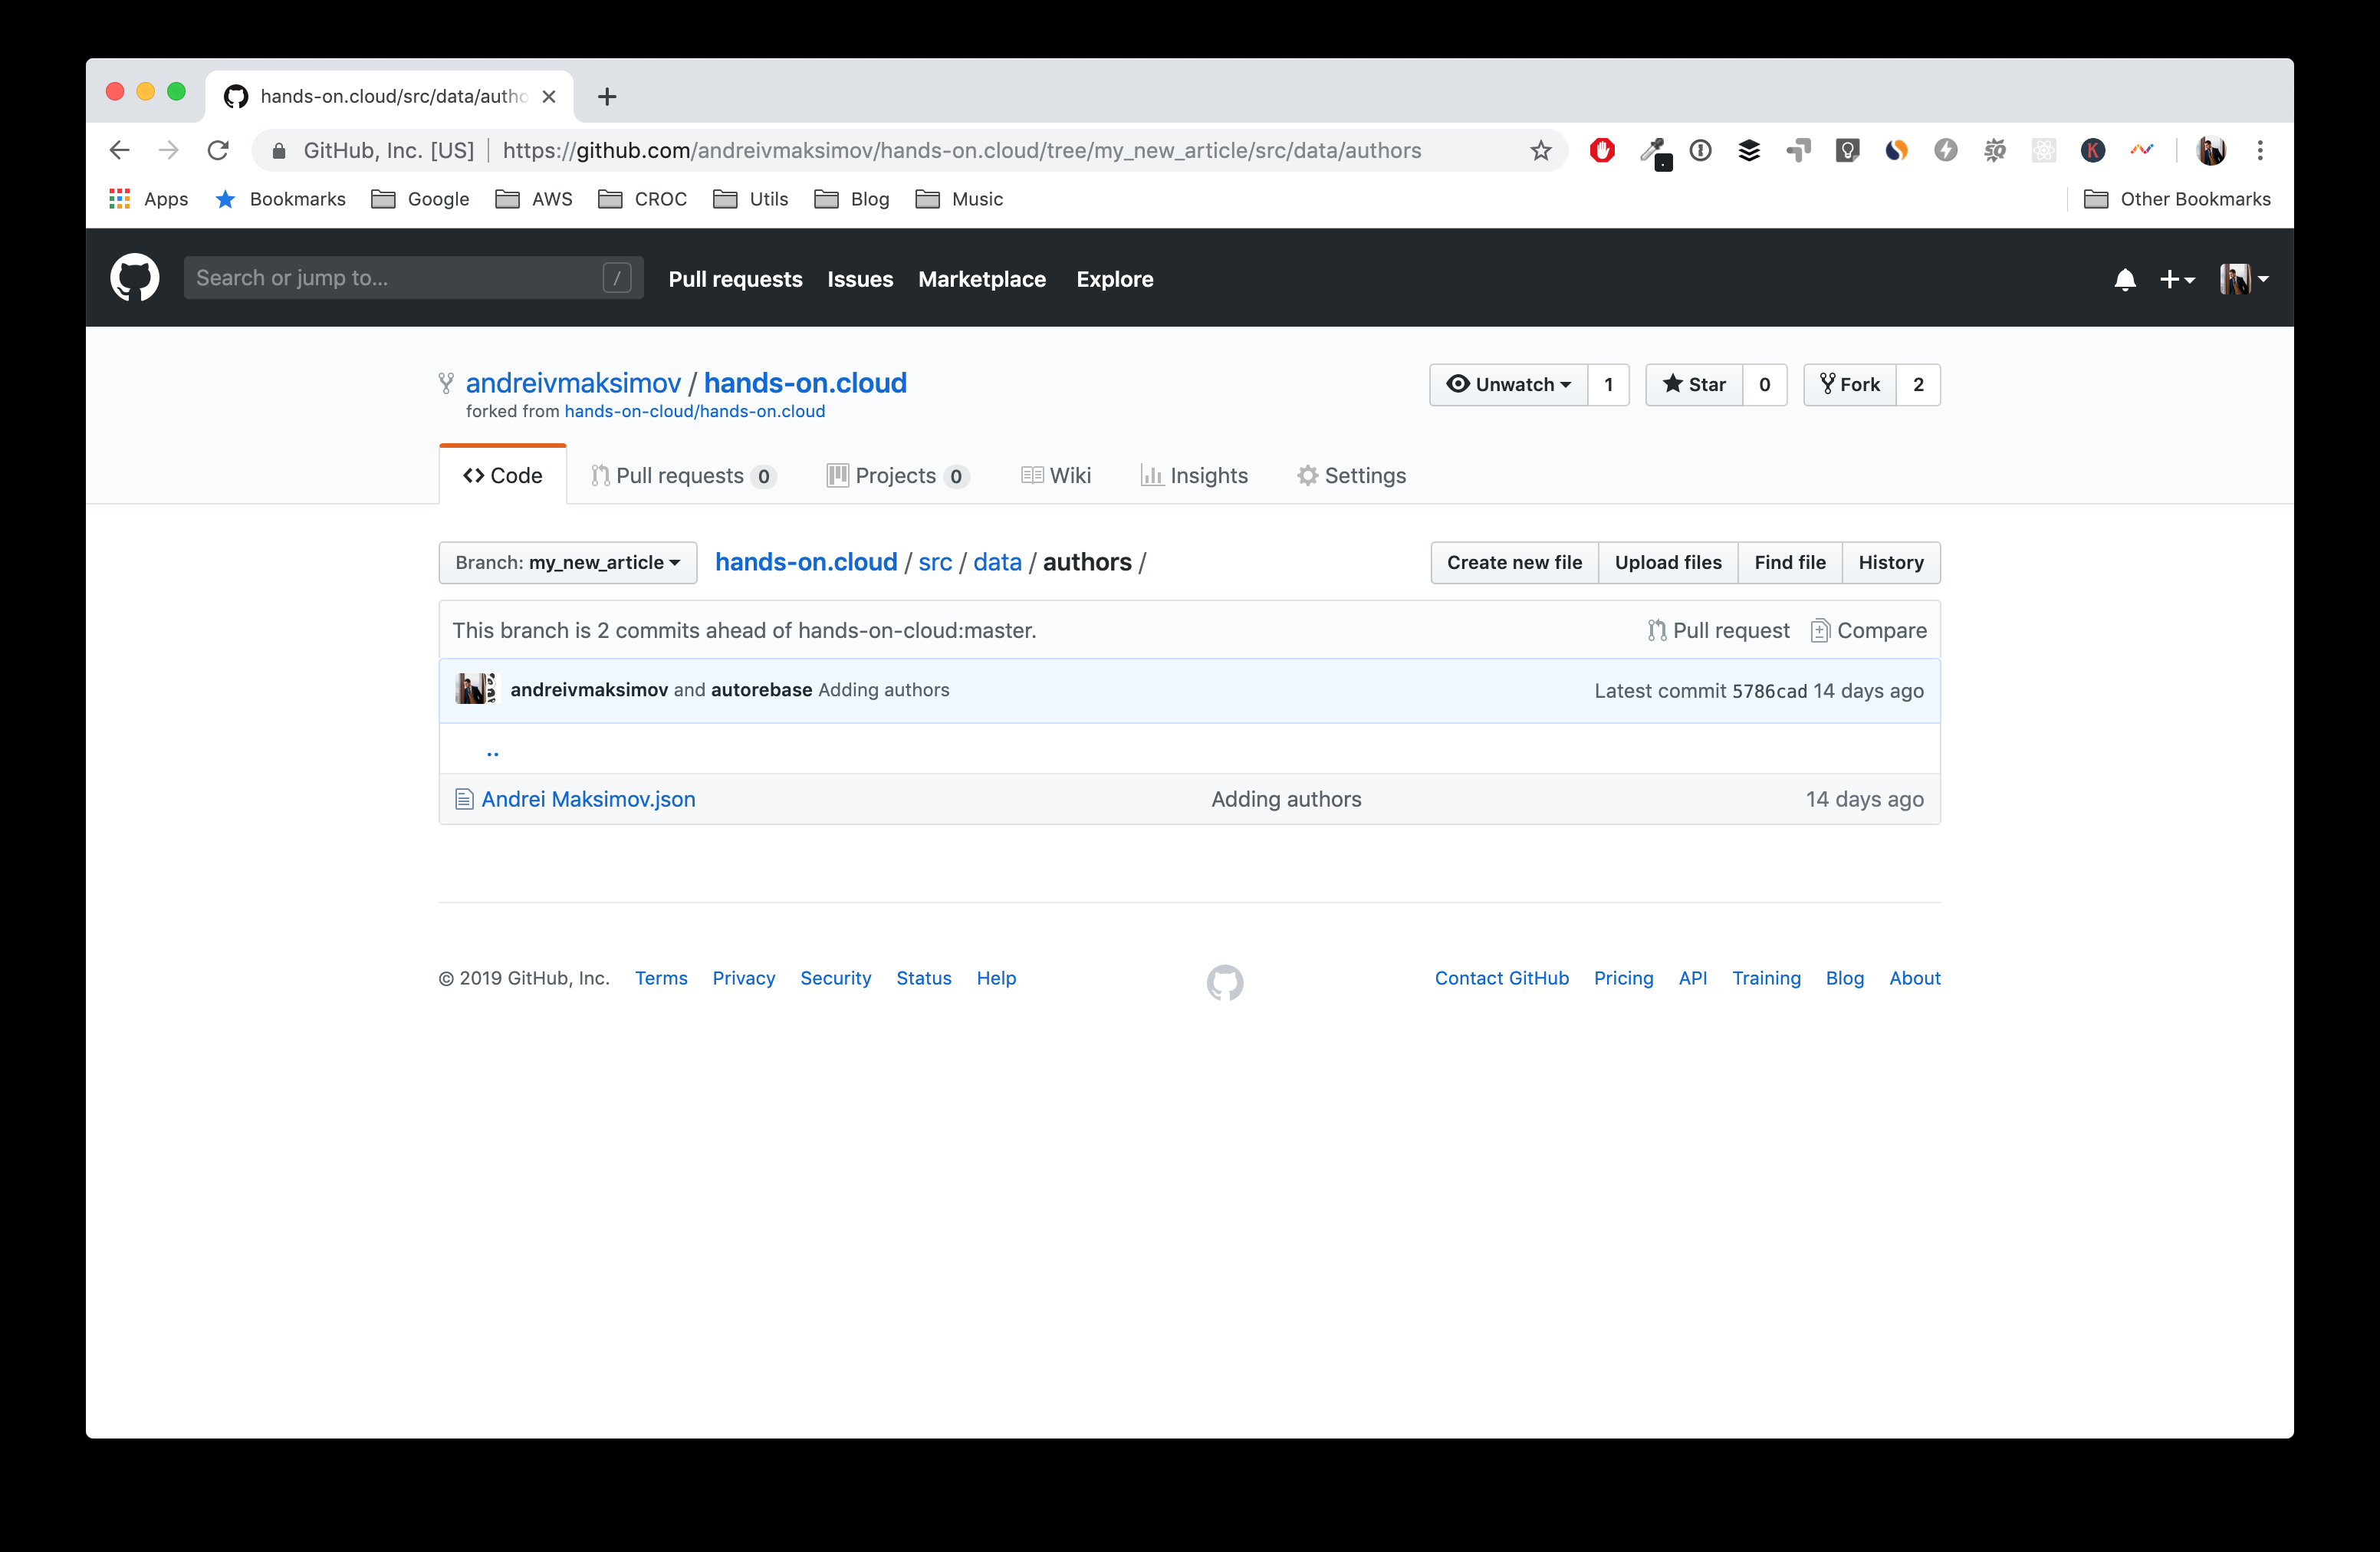 hands-on.cloud/src/data/autho
GitHub, Inc. [US] https://github.com/andreivmaksimov/hands-on.cloud/tree/my_new_article/src/data/authors
Apps Bookmarks Google AWS CROC Utils Blog Music Other Bookmarks
Search or jump to... / Pull requests Issues Marketplace Explore
andreivmaksimov / hands-on.cloud Unwatch 1 Star 0 Fork 2
forked from hands-on-cloud/hands-on.cloud
Code Pull requests 0 Projects 0 Wiki Insights Settings
Branch: my_new_article hands-on.cloud / src / data / authors / Create new file Upload files Find file History
This branch is 2 commits ahead of hands-on-cloud:master. Pull request Compare
andreivmaksimov and autorebase Adding authors Latest commit 5786cad 14 days ago
..
Andrei Maksimov.json Adding authors 14 days ago
© 2019 GitHub, Inc. Terms Privacy Security Status Help Contact GitHub Pricing API Training Blog About